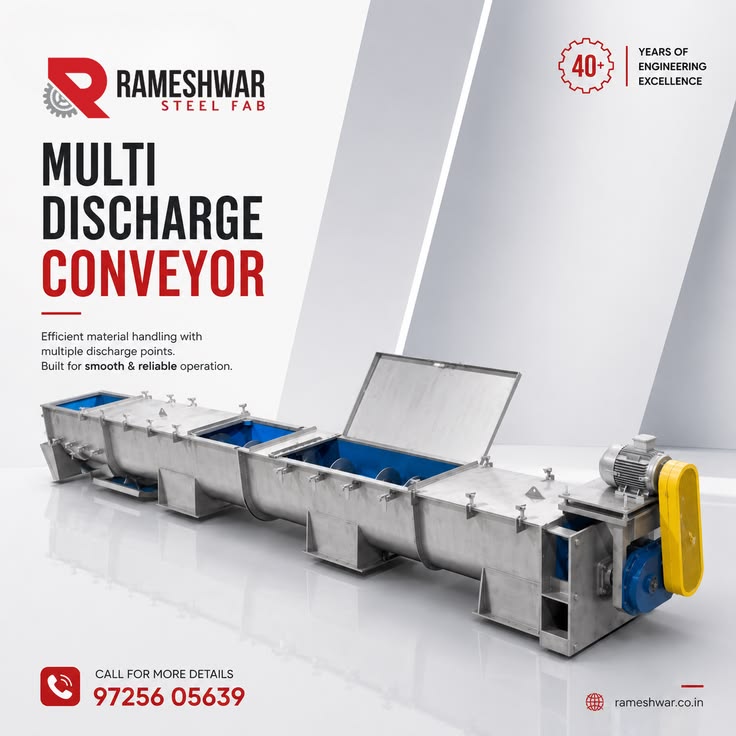 RAMESHWAR
STEEL FAB
40+
YEARS OF
ENGINEERING
EXCELLENCE
MULTI
DISCHARGE
CONVEYOR
Efficient material handling with
multiple discharge points.
Built for smooth & reliable operation.
CALL FOR MORE DETAILS
97256 05639
rameshwar.co.in